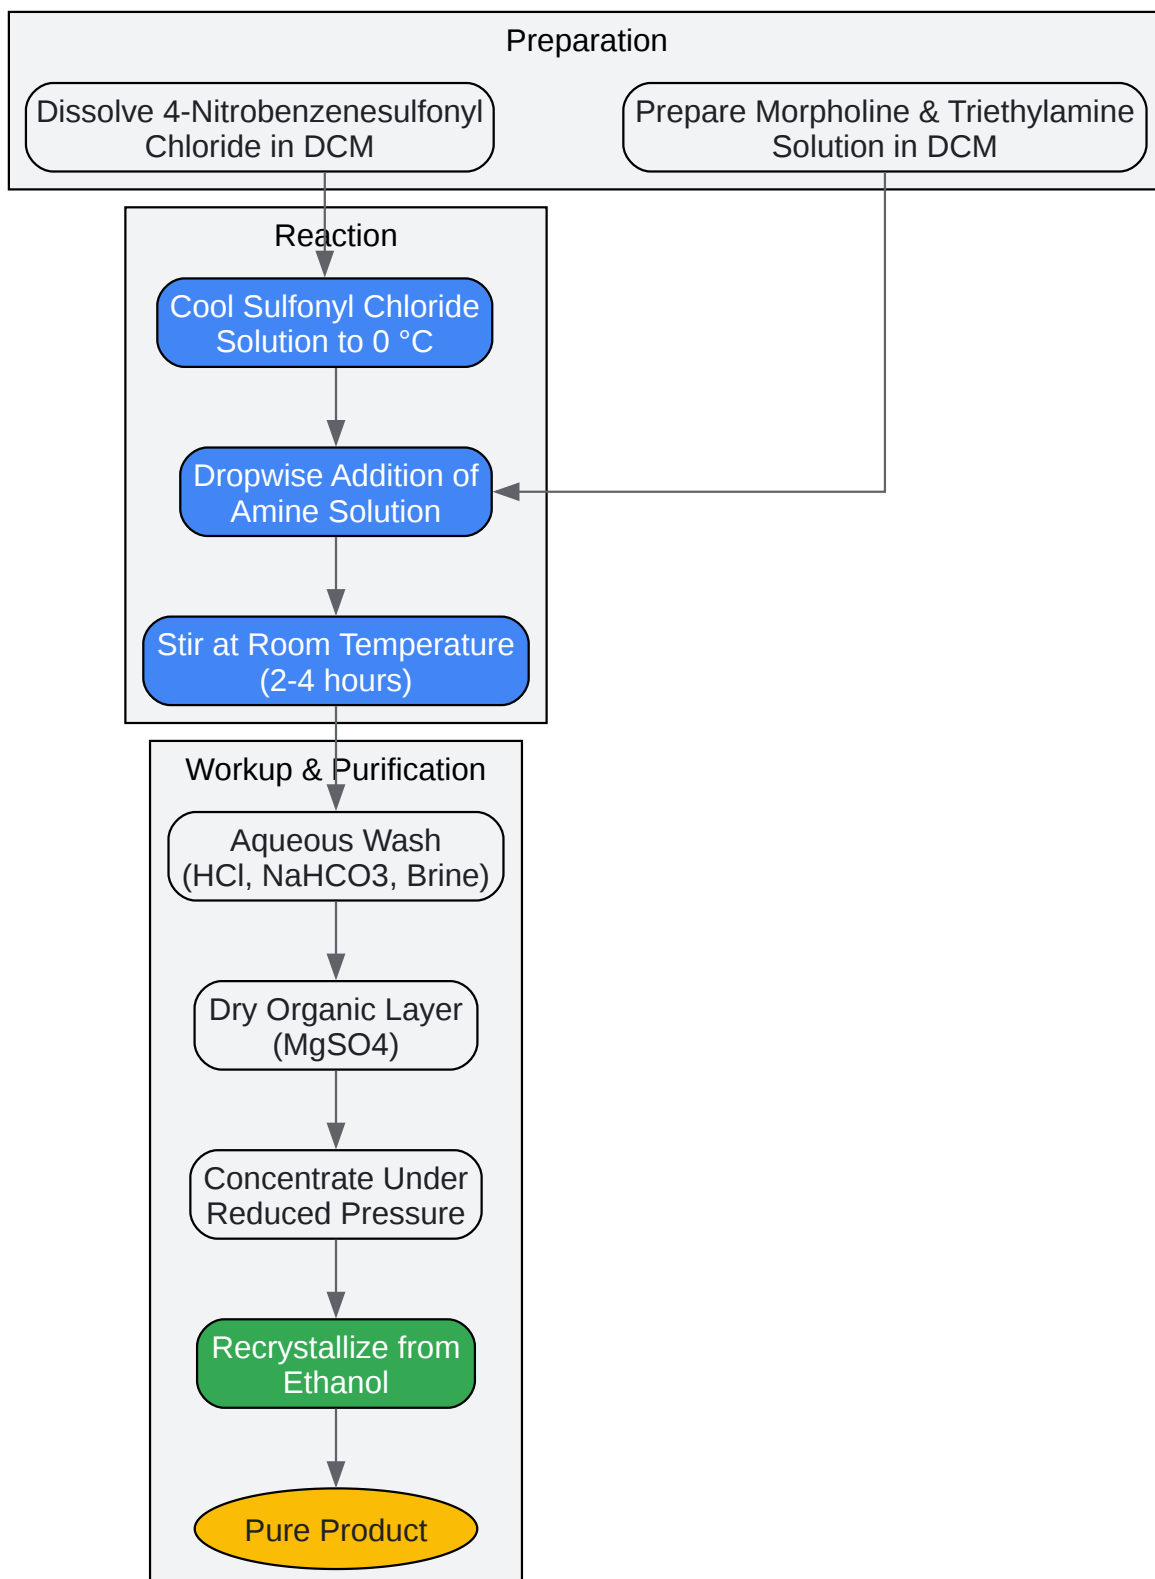 Preparation
Dissolve 4-Nitrobenzenesulfonyl
Chloride in DCM
Prepare Morpholine & Triethylamine
Solution in DCM
Reaction
Cool Sulfonyl Chloride
Solution to 0 °C
Dropwise Addition of
Amine Solution
Stir at Room Temperature
(2-4 hours)
Workup & Purification
Aqueous Wash
(HCl, NaHCO3, Brine)
Dry Organic Layer
(MgSO4)
Concentrate Under
Reduced Pressure
Recrystallize from
Ethanol
Pure Product